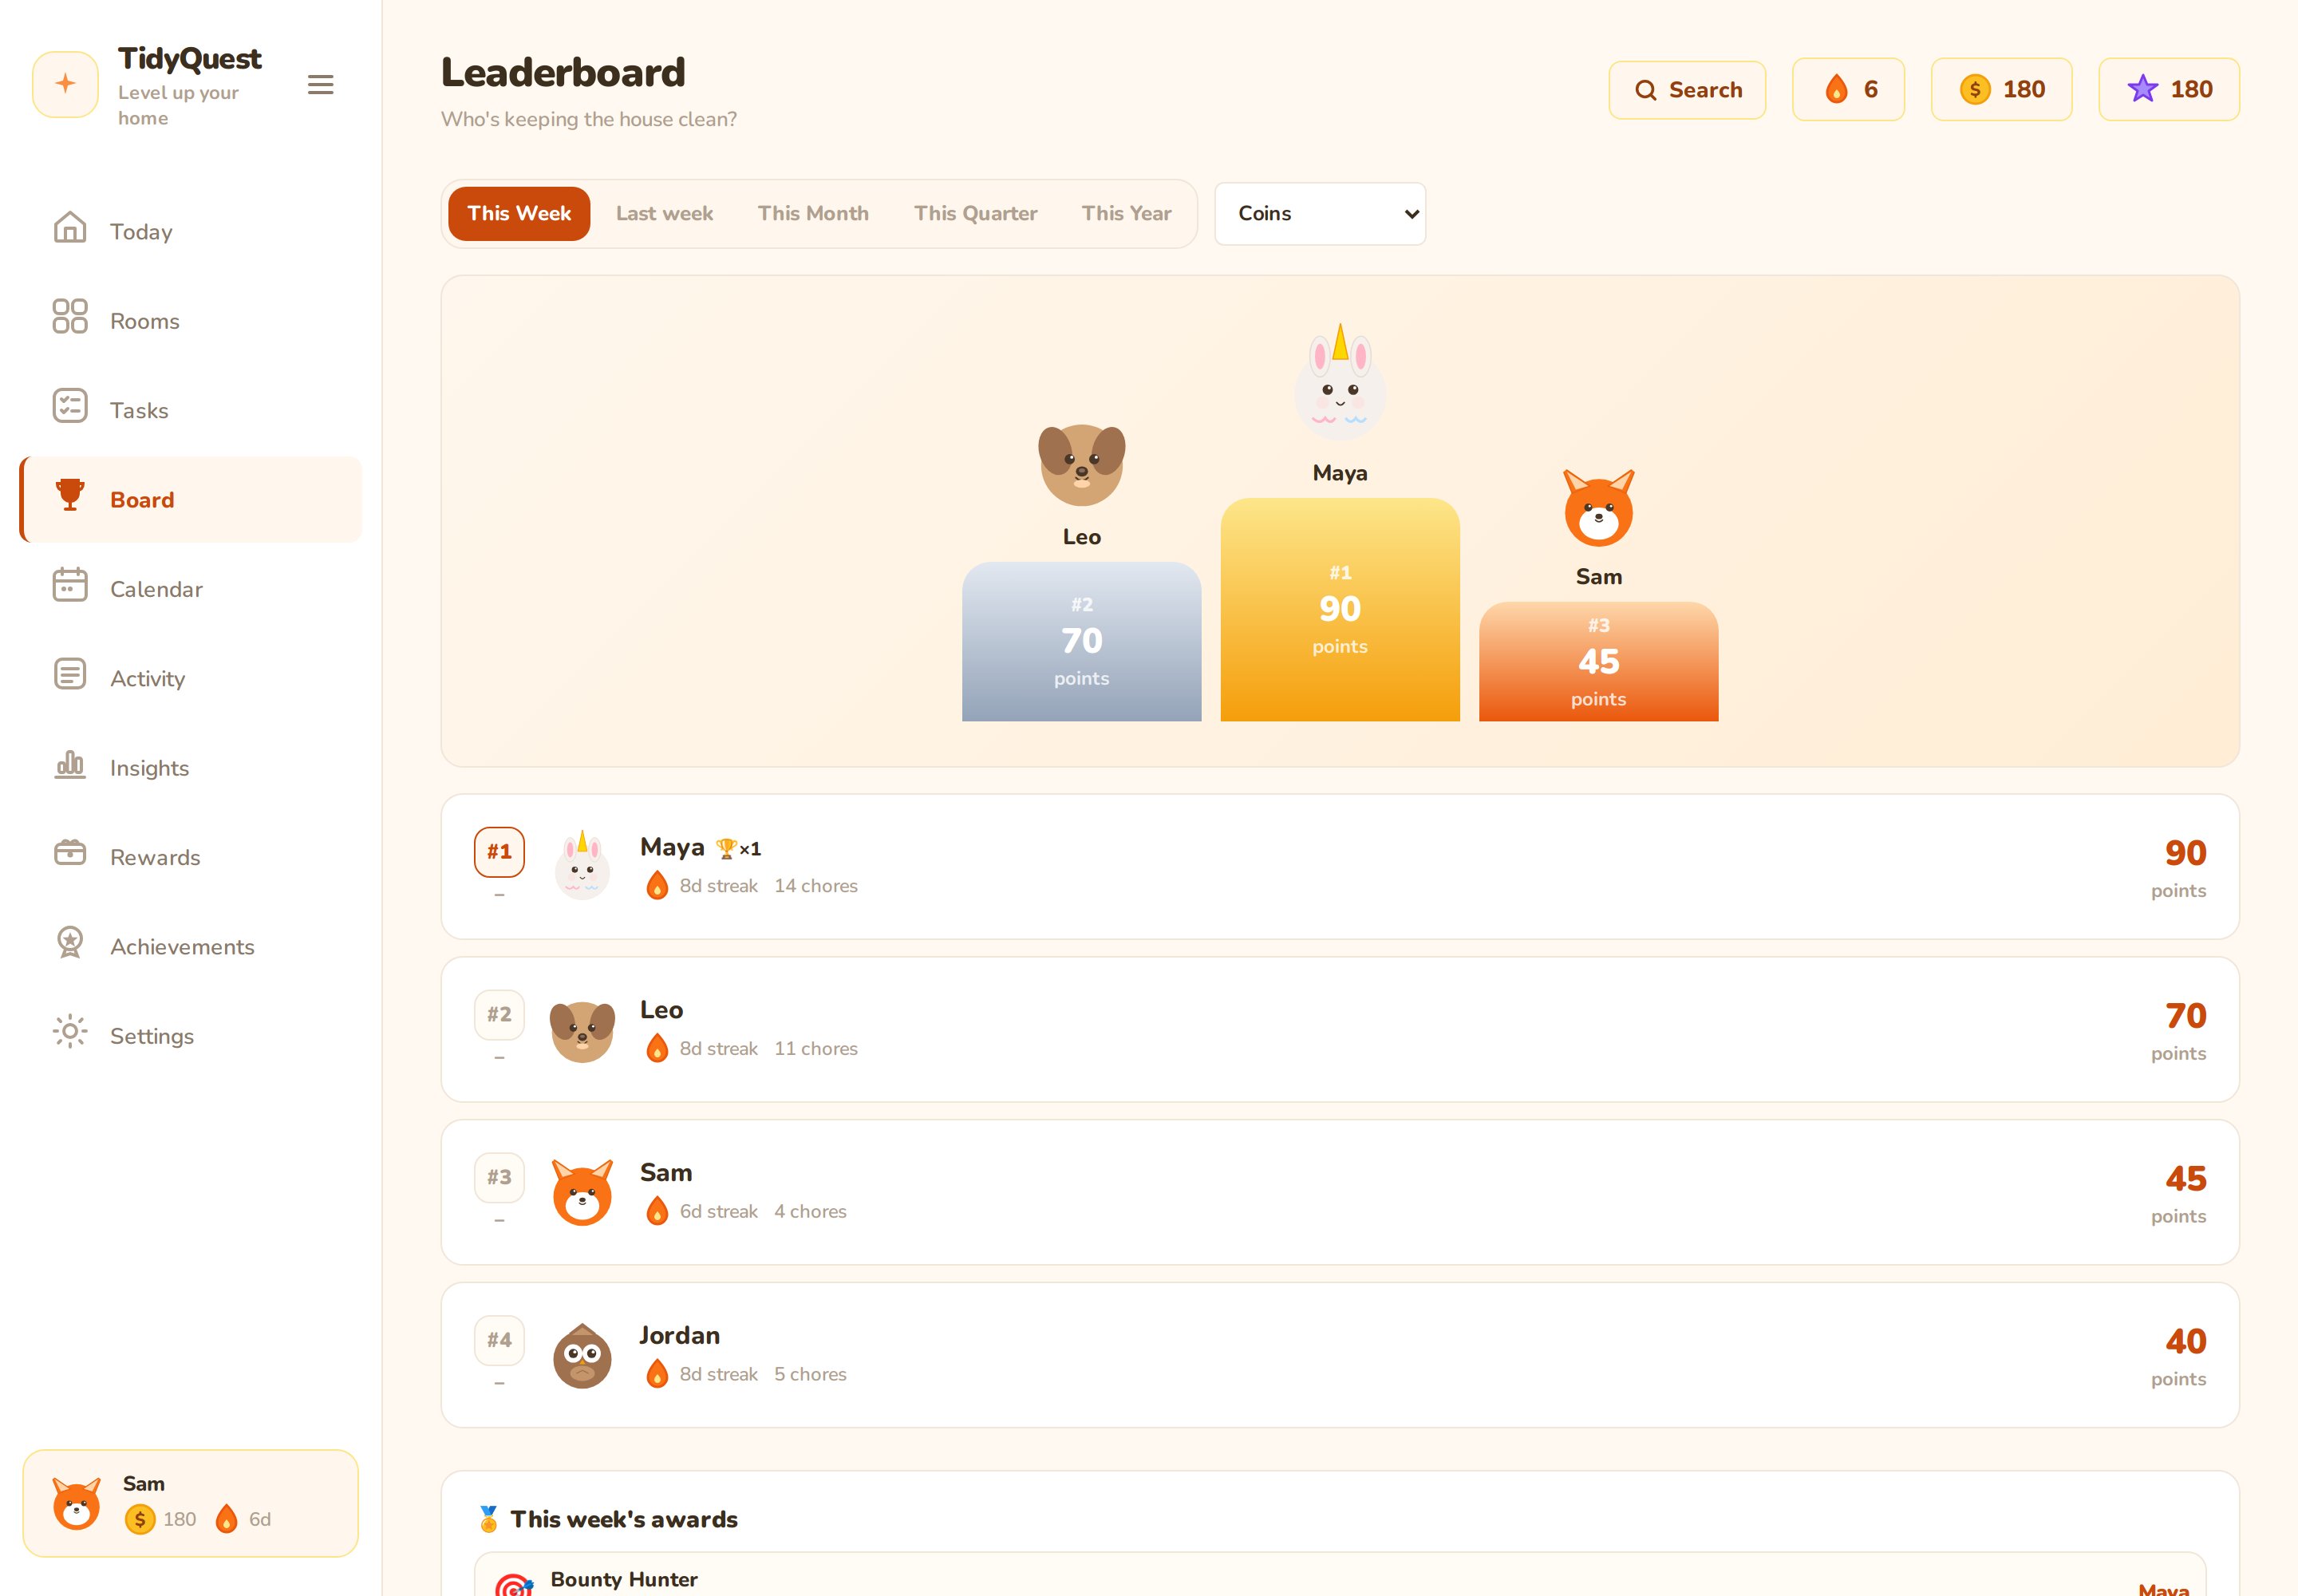 TidyQuest
Level up your
home
Today
Rooms
Tasks
Board
Calendar
Activity
Insights
Rewards
Achievements
Settings
Sam
180 6d
Leaderboard
Who's keeping the house clean?
Search
6
180
180
This Week
Last week
This Month
This Quarter
This Year
Coins
Leo
#2
70
points
Maya
#1
90
points
Sam
#3
45
points
#1
–
Maya 🏆×1
8d streak 14 chores
90
points
#2
–
Leo
8d streak 11 chores
70
points
#3
–
Sam
6d streak 4 chores
45
points
#4
–
Jordan
8d streak 5 chores
40
points
This week's awards
Bounty Hunter
Maya